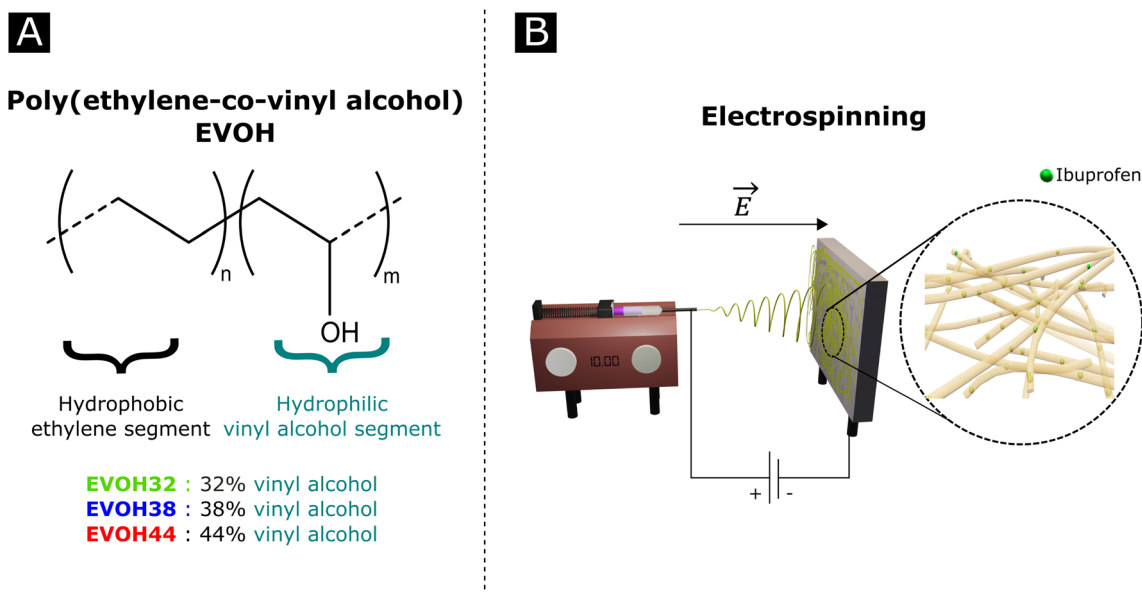 A
Poly(ethylene-co-vinyl alcohol)
EVOH
n
m
OH
Hydrophobic
ethylene segment
Hydrophilic
vinyl alcohol segment
EVOH32 : 32% vinyl alcohol
EVOH38 : 38% vinyl alcohol
EVOH44 : 44% vinyl alcohol
B
Electrospinning
Ibuprofen
E
10.00
+ -